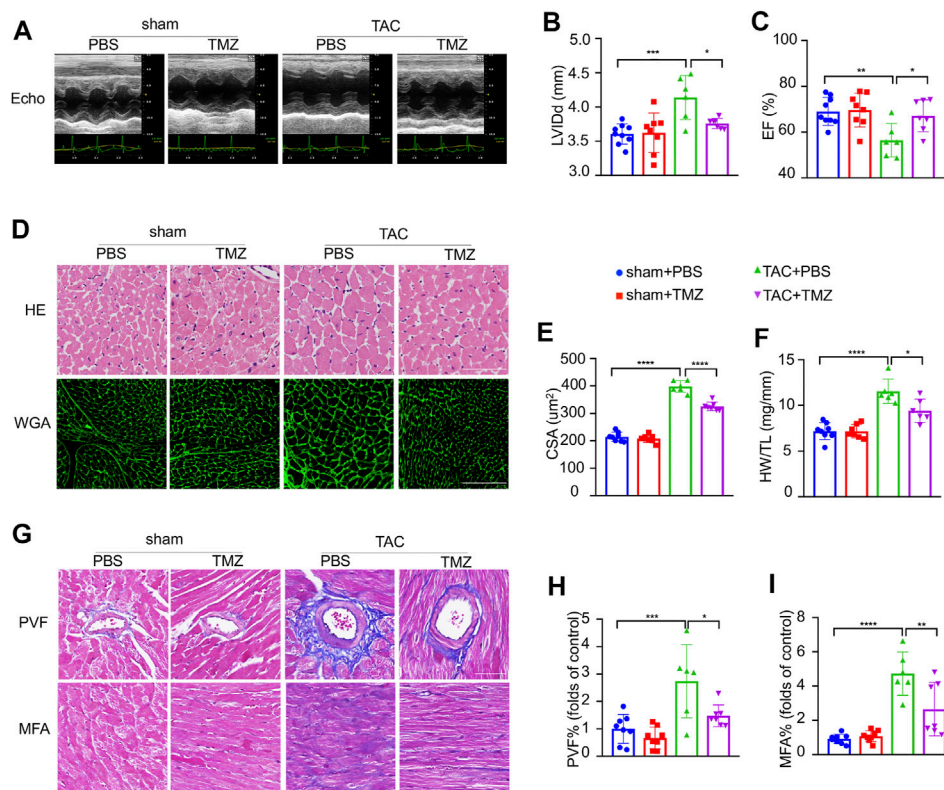 A
sham
TAC
PBS
TMZ
PBS
TMZ
Echo
B
LVIDd (mm)
4.5
4.0
3.5
3.0
***
*
C
EF (%)
100
80
60
40
**
*
D
sham
TAC
PBS
TMZ
PBS
TMZ
HE
WGA
sham+PBS
TAC+PBS
sham+TMZ
TAC+TMZ
E
CSA (um²)
500
400
300
200
100
0
****
****
F
HW/TL (mg/mm)
15
10
5
0
****
*
G
sham
TAC
PBS
TMZ
PBS
TMZ
PVF
MFA
H
PVF% (folds of control)
5
4
3
2
1
0
***
*
I
MFA% (folds of control)
8
6
4
2
0
****
**